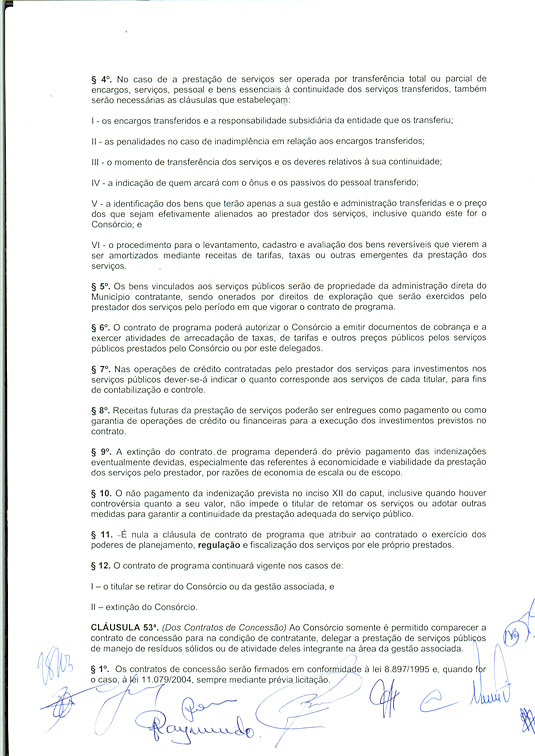 § 4º. No caso de a prestação de serviços ser operada por transferência total ou parcial de
encargos, serviços, pessoal e bens essenciais à continuidade dos serviços transferidos, também
serão necessárias as cláusulas que estabeleçam:
I - os encargos transferidos e a responsabilidade subsidiária da entidade que os transferiu;
II - as penalidades no caso de inadimplência em relação aos encargos transferidos;
III - o momento de transferência dos serviços e os deveres relativos à sua continuidade;
IV - a indicação de quem arcará com o ônus e os passivos do pessoal transferido;
V - a identificação dos bens que terão apenas a sua gestão e administração transferidas e o preço
dos que sejam efetivamente alienados ao prestador dos serviços, inclusive quando este for o
Consórcio; e
VI - o procedimento para o levantamento, cadastro e avaliação dos bens reversíveis que vierem a
ser amortizados mediante receitas de tarifas, taxas ou outras emergentes da prestação dos
serviços.
§ 5º. Os bens vinculados aos serviços públicos serão de propriedade da administração direta do
Município contratante, sendo onerados por direitos de exploração que serão exercidos pelo
prestador dos serviços pelo período em que vigorar o contrato de programa.
§ 6º. O contrato de programa poderá autorizar o Consórcio a emitir documentos de cobrança e a
exercer atividades de arrecadação de taxas, de tarifas e outros preços públicos pelos serviços
públicos prestados pelo Consórcio ou por este delegados.
§ 7º. Nas operações de crédito contratadas pelo prestador dos serviços para investimentos nos
serviços públicos dever-se-á indicar o quanto corresponde aos serviços de cada titular, para fins
de contabilização e controle.
§ 8º. Receitas futuras da prestação de serviços poderão ser entregues como pagamento ou como
garantia de operações de crédito ou financeiras para a execução dos investimentos previstos no
contrato.
§ 9º. A extinção do contrato de programa dependerá do prévio pagamento das indenizações
eventualmente devidas, especialmente das referentes à economicidade e viabilidade da prestação
dos serviços pelo prestador, por razões de economia de escala ou de escopo.
§ 10. O não pagamento da indenização prevista no inciso XII do caput, inclusive quando houver
controvérsia quanto a seu valor, não impede o titular de retomar os serviços ou adotar outras
medidas para garantir a continuidade da prestação adequada do serviço público.
§ 11. É nula a cláusula de contrato de programa que atribuir ao contratado o exercício dos
poderes de planejamento, regulação e fiscalização dos serviços por ele próprio prestados.
§ 12. O contrato de programa continuará vigente nos casos de:
I – o titular se retirar do Consórcio ou da gestão associada, e
II – extinção do Consórcio.
CLÁUSULA 53ª. (Dos Contratos de Concessão) Ao Consórcio somente é permitido comparecer a
contrato de concessão para na condição de contratante, delegar a prestação de serviços públicos
de manejo de resíduos sólidos ou de atividade deles integrante na área da gestão associada.
§ 1º. Os contratos de concessão serão firmados em conformidade à lei 8.897/1995 e, quando for
o caso, à lei 11.079/2004, sempre mediante prévia licitação.
Raymundo.